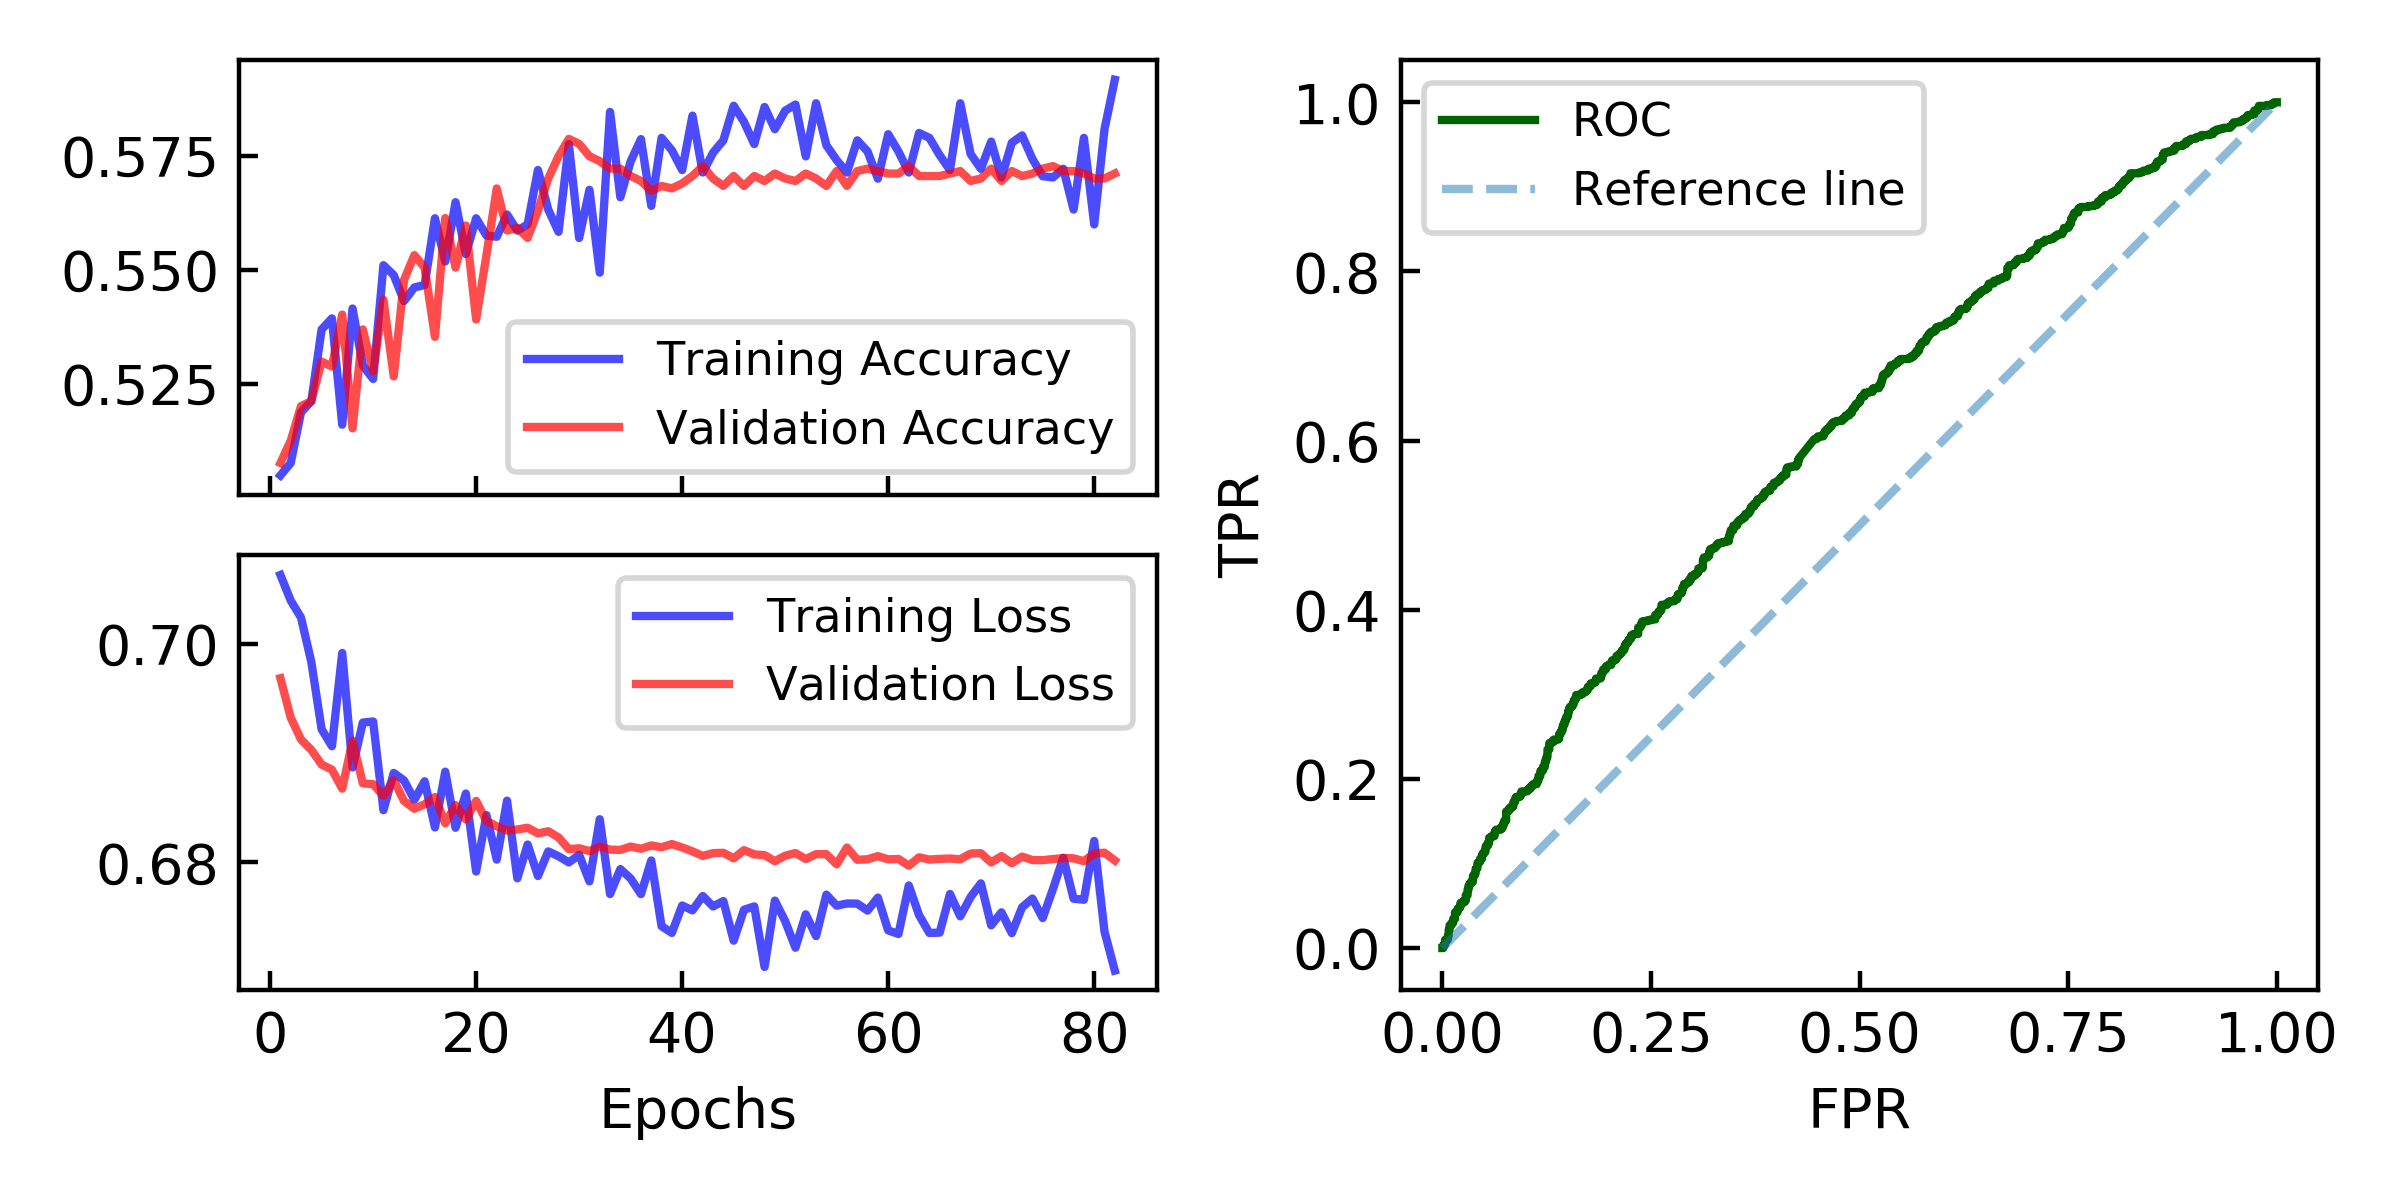 0.575
0.550
0.525
Training Accuracy
Validation Accuracy
0.70
0.68
Training Loss
Validation Loss
0 20 40 60 80
Epochs
1.0
0.8
0.6
0.4
0.2
0.0
TPR
ROC
Reference line
0.00 0.25 0.50 0.75 1.00
FPR